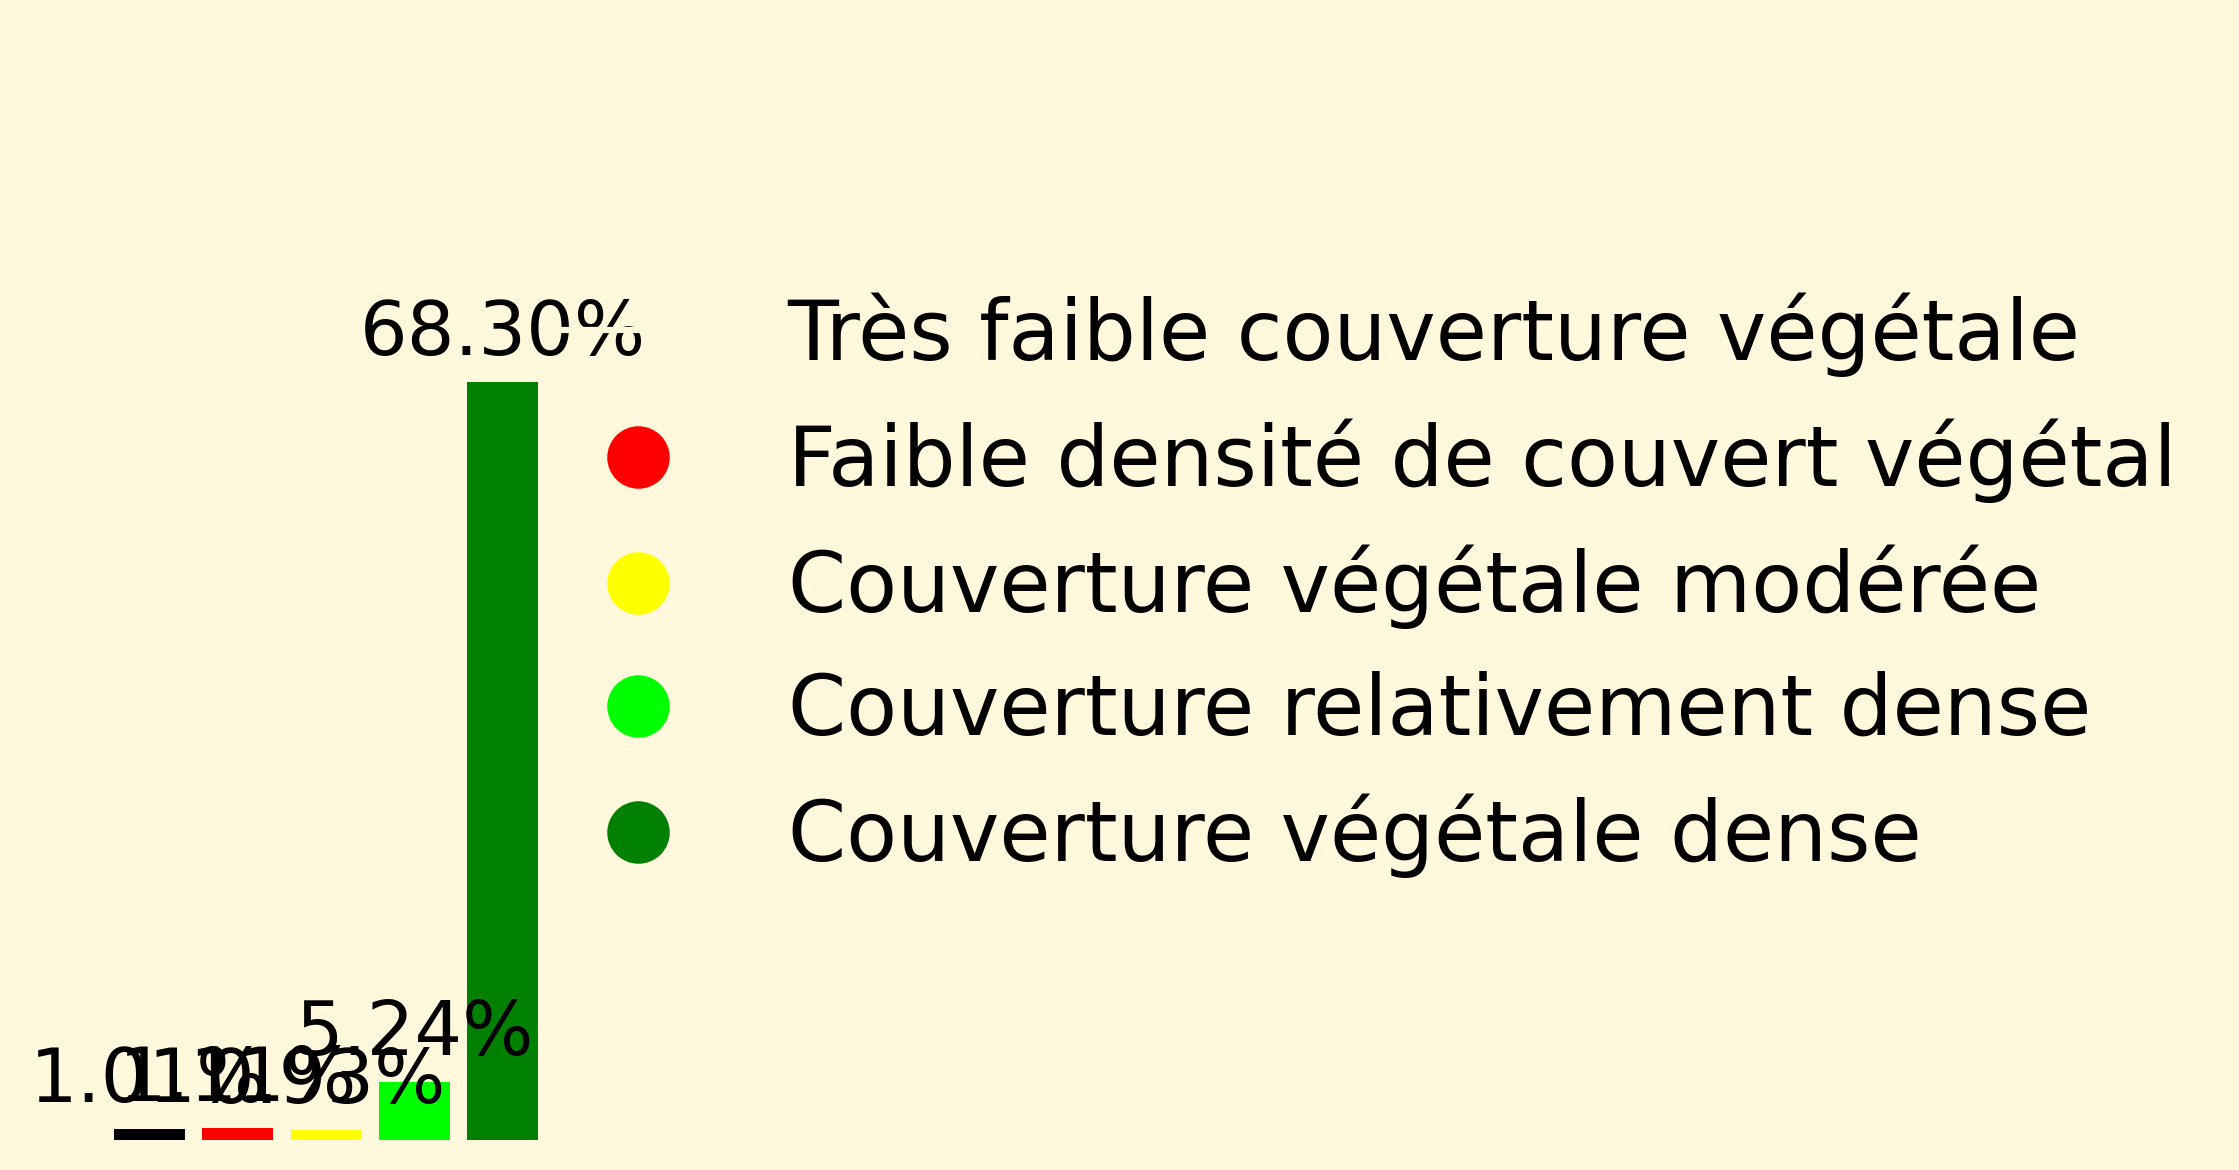 68.30%
Très faible couverture végétale
Faible densité de couvert végétal
Couverture végétale modérée
Couverture relativement dense
Couverture végétale dense
5.24%
1.01%
1.11%
0.93%